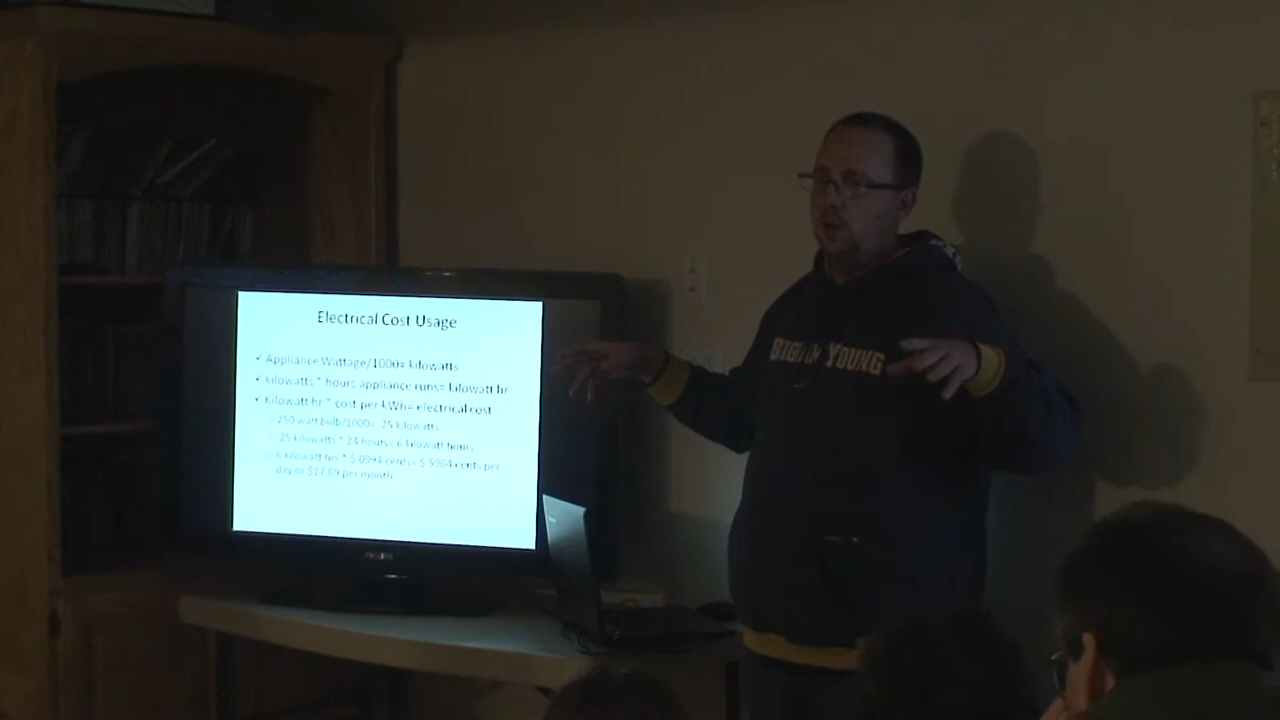 Electrical Cost Usage
✓ Appliance Wattage/1000= kilowatts
✓ kilowatts * hours appliance runs= kilowatt hr
✓ Kilowatt hr * cost per kWh= electrical cost
250 watt bulb/1000= .25 kilowatts
.25 kilowatts * 24 hours= 6 kilowatt hours
6 kilowatt hrs * $.0994 cents= $.5964 cents per
day or $17.89 per month
BRIGHAM YOUNG
PHILIPS